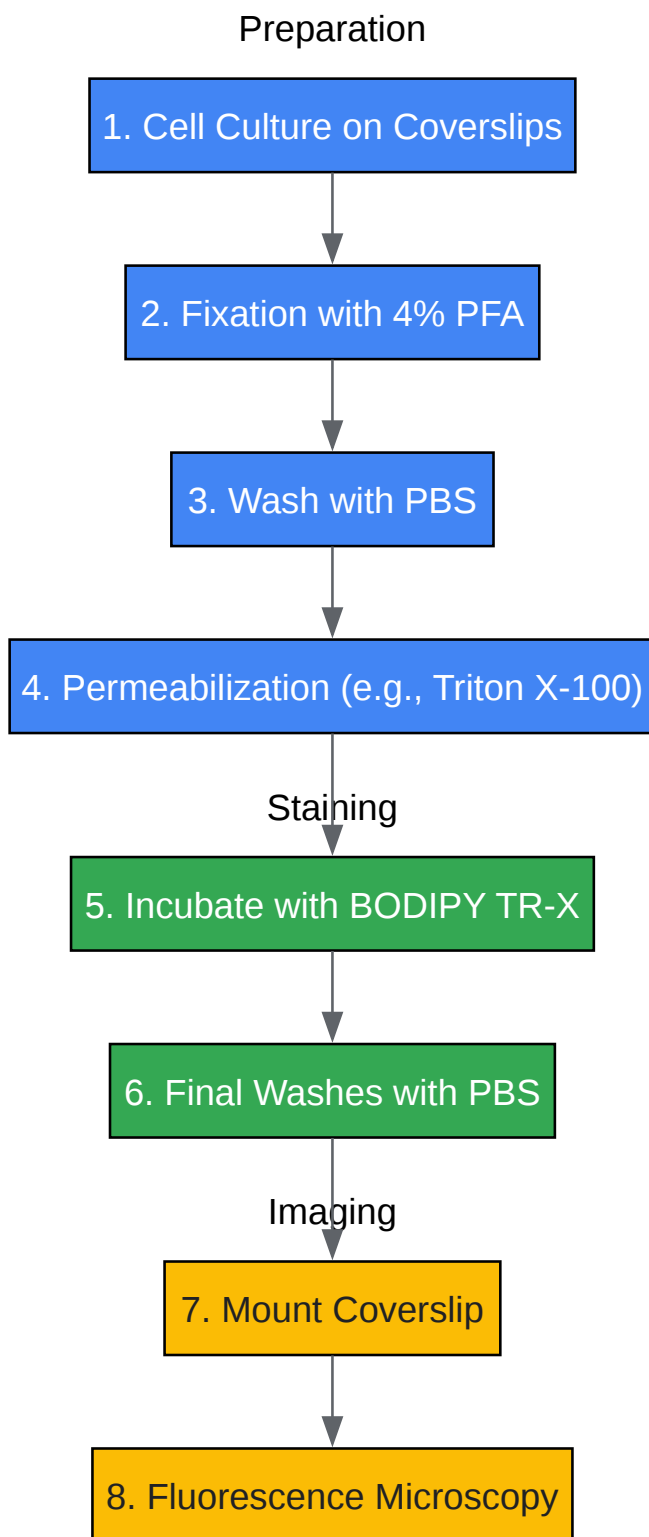 Preparation
1. Cell Culture on Coverslips
2. Fixation with 4% PFA
3. Wash with PBS
4. Permeabilization (e.g., Triton X-100)
Staining
5. Incubate with BODIPY TR-X
6. Final Washes with PBS
Imaging
7. Mount Coverslip
8. Fluorescence Microscopy